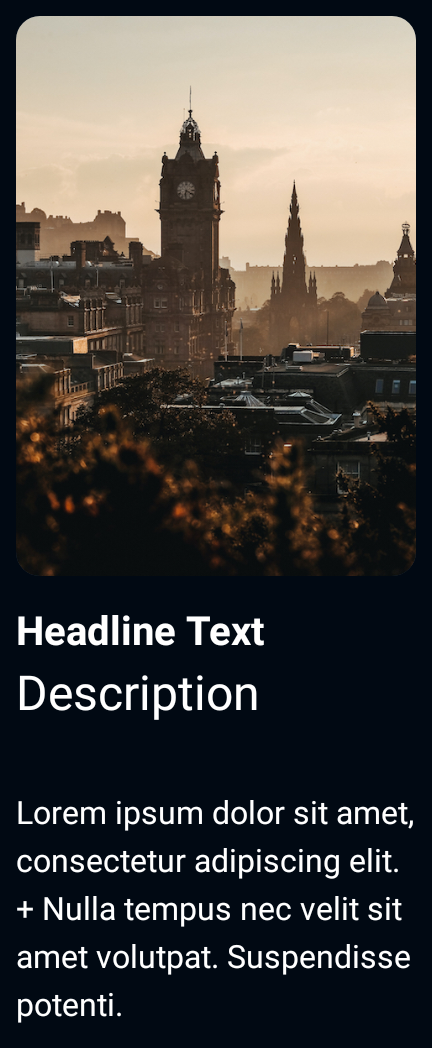 Headline Text
Description
Lorem ipsum dolor sit amet,
consectetur adipiscing elit.
+ Nulla tempus nec velit sit
amet volutpat. Suspendisse
potenti.